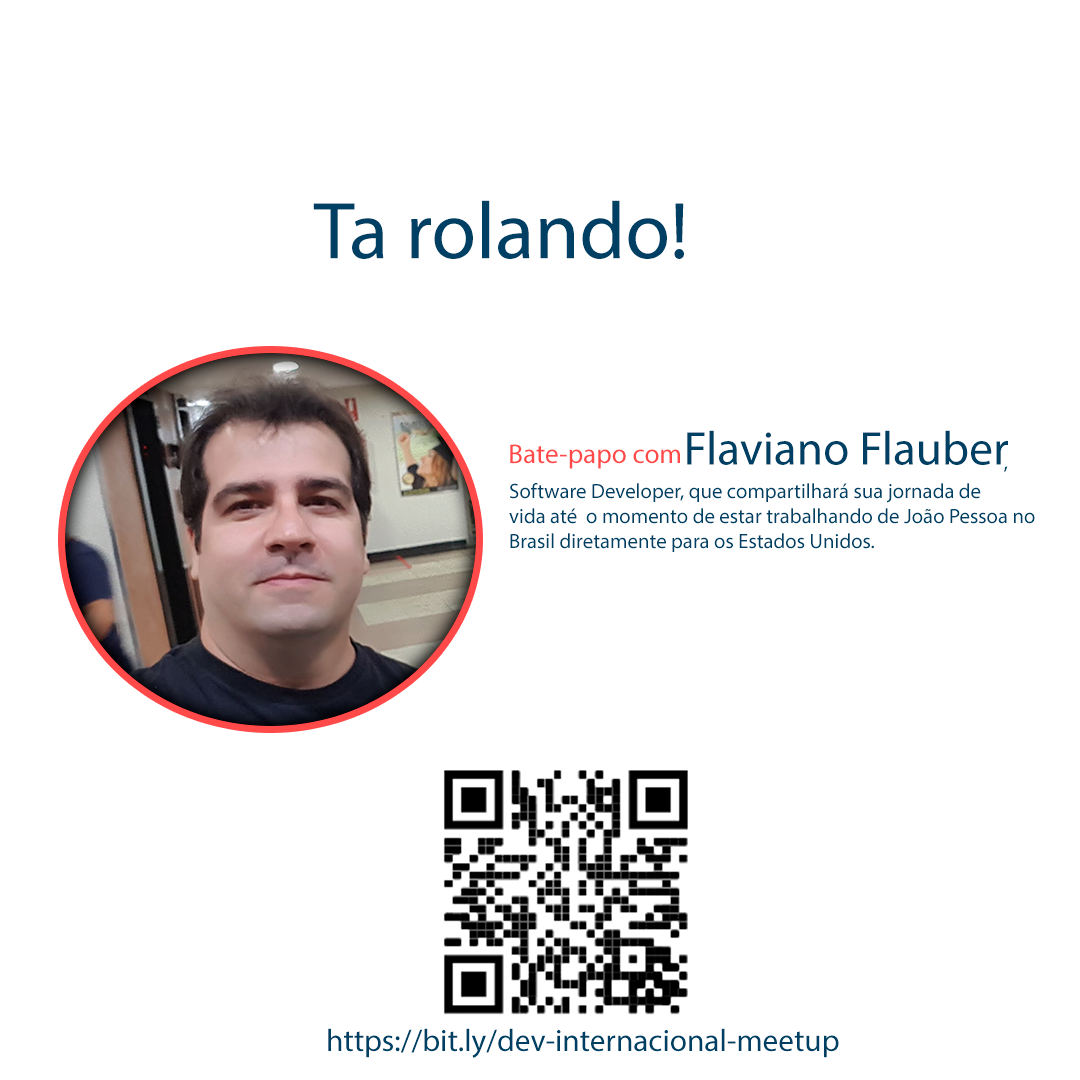 Ta rolando!
Bate-papo com Flaviano Flauber,
Software Developer, que compartilhará sua jornada de
vida até o momento de estar trabalhando de João Pessoa no
Brasil diretamente para os Estados Unidos.
https://bit.ly/dev-internacional-meetup